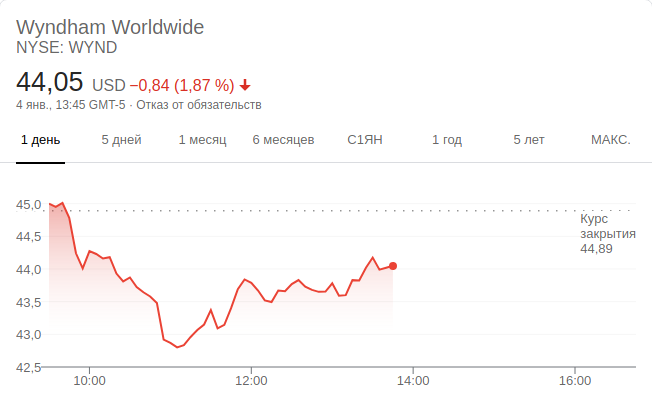 Wyndham Worldwide
NYSE: WYND
44,05 USD −0,84 (1,87 %)
4 янв., 13:45 GMT-5 · Отказ от обязательств
1 день 5 дней 1 месяц 6 месяцев С1ЯН 1 год 5 лет МАКС.
45,0
Курс
закрытия
44,89
44,5
44,0
43,5
43,0
42,5
10:00 12:00 14:00 16:00